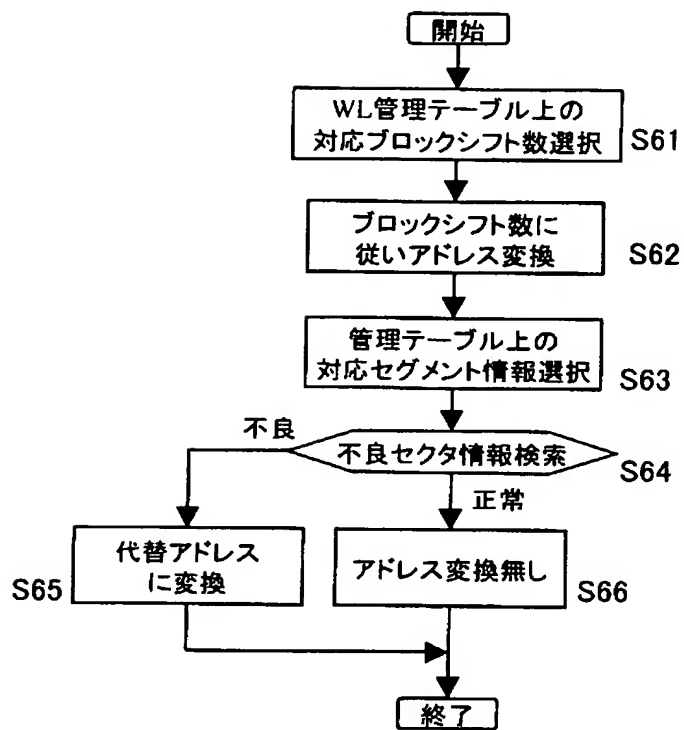 開始
WL管理テーブル上の
対応ブロックシフト数選択
S61
ブロックシフト数に
従いアドレス変換
S62
管理テーブル上の
対応セグメント情報選択
S63
不良
不良セクタ情報検索
S64
正常
代替アドレス
に変換
S65
アドレス変換無し
S66
終了